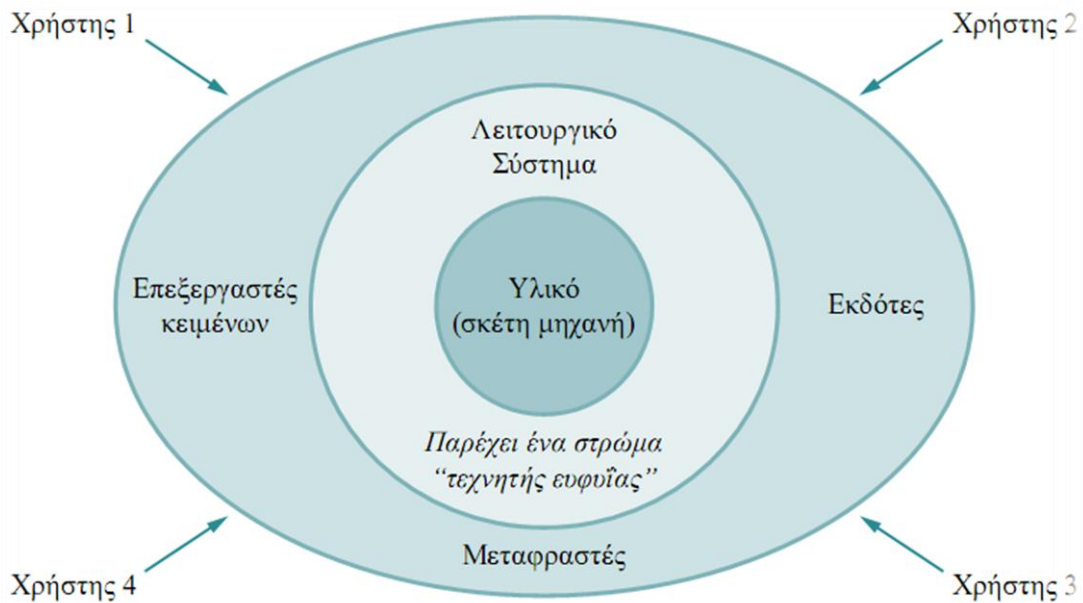 Χρήστης 1
Χρήστης 2
Λειτουργικό
Σύστημα
Επεξεργαστές
κειμένων
Υλικό
(σκέτη μηχανή)
Εκδότες
Παρέχει ένα στρώμα
“τεχνητής ευφυΐας”
Μεταφραστές
Χρήστης 4
Χρήστης 3